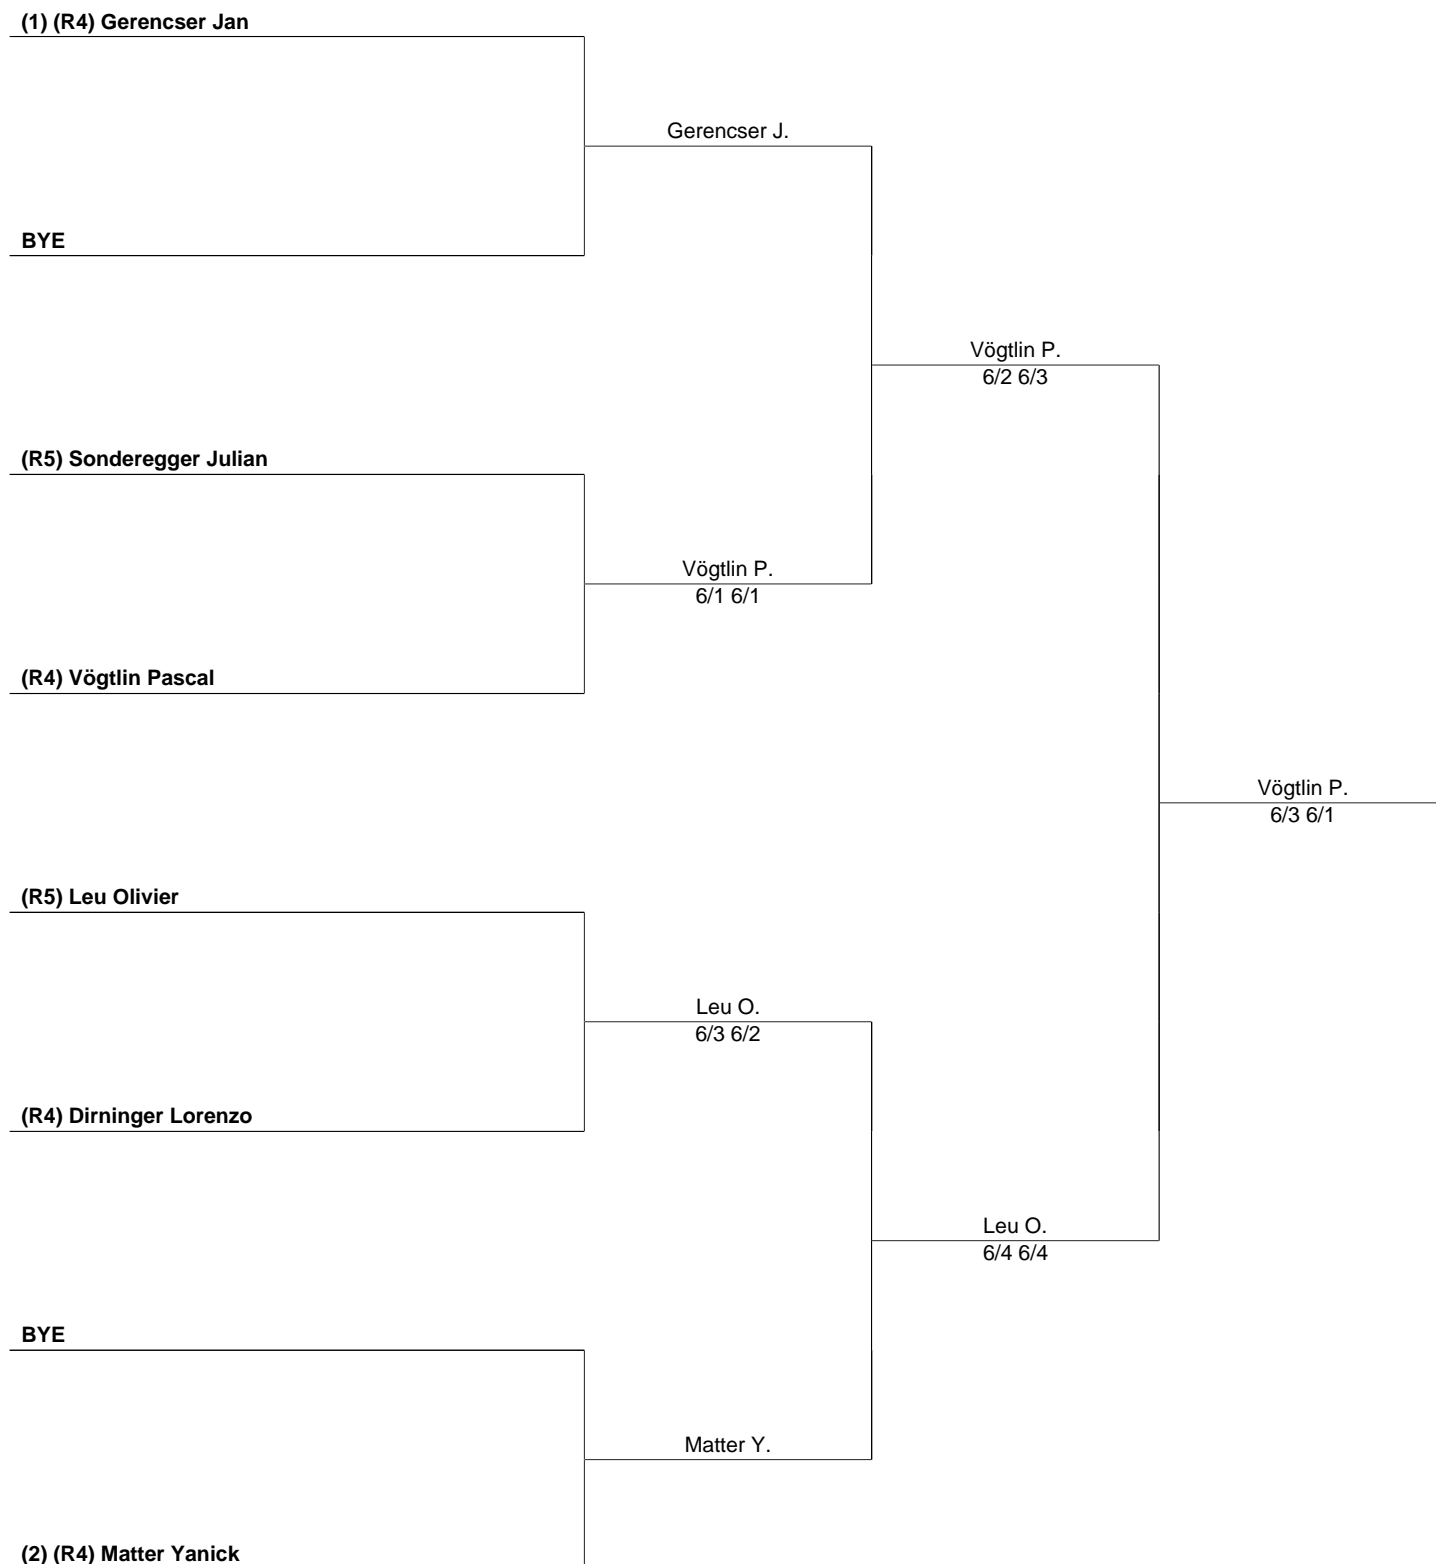 (1) (R4) Gerencser Jan
Gerencser J.
BYE
Vögtlin P.
6/2 6/3
(R5) Sonderegger Julian
Vögtlin P.
6/1 6/1
(R4) Vögtlin Pascal
Vögtlin P.
6/3 6/1
(R5) Leu Olivier
Leu O.
6/3 6/2
(R4) Dirninger Lorenzo
Leu O.
6/4 6/4
BYE
Matter Y.
(2) (R4) Matter Yanick